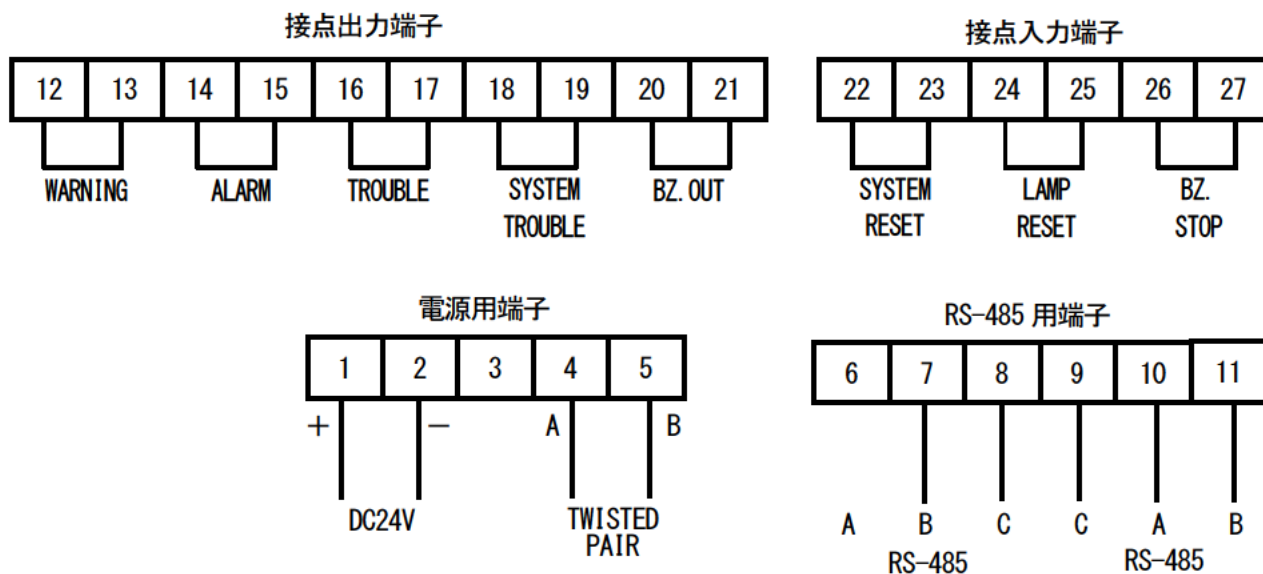 接点出力端子
12 13 14 15 16 17 18 19 20 21
WARNING ALARM TROUBLE SYSTEM TROUBLE BZ.OUT
接点入力端子
22 23 24 25 26 27
SYSTEM RESET LAMP RESET BZ. STOP
電源用端子
1 2 3 4 5
+ − A B
DC24V TWISTED PAIR
RS-485 用端子
6 7 8 9 10 11
A B C C A B
RS-485 RS-485